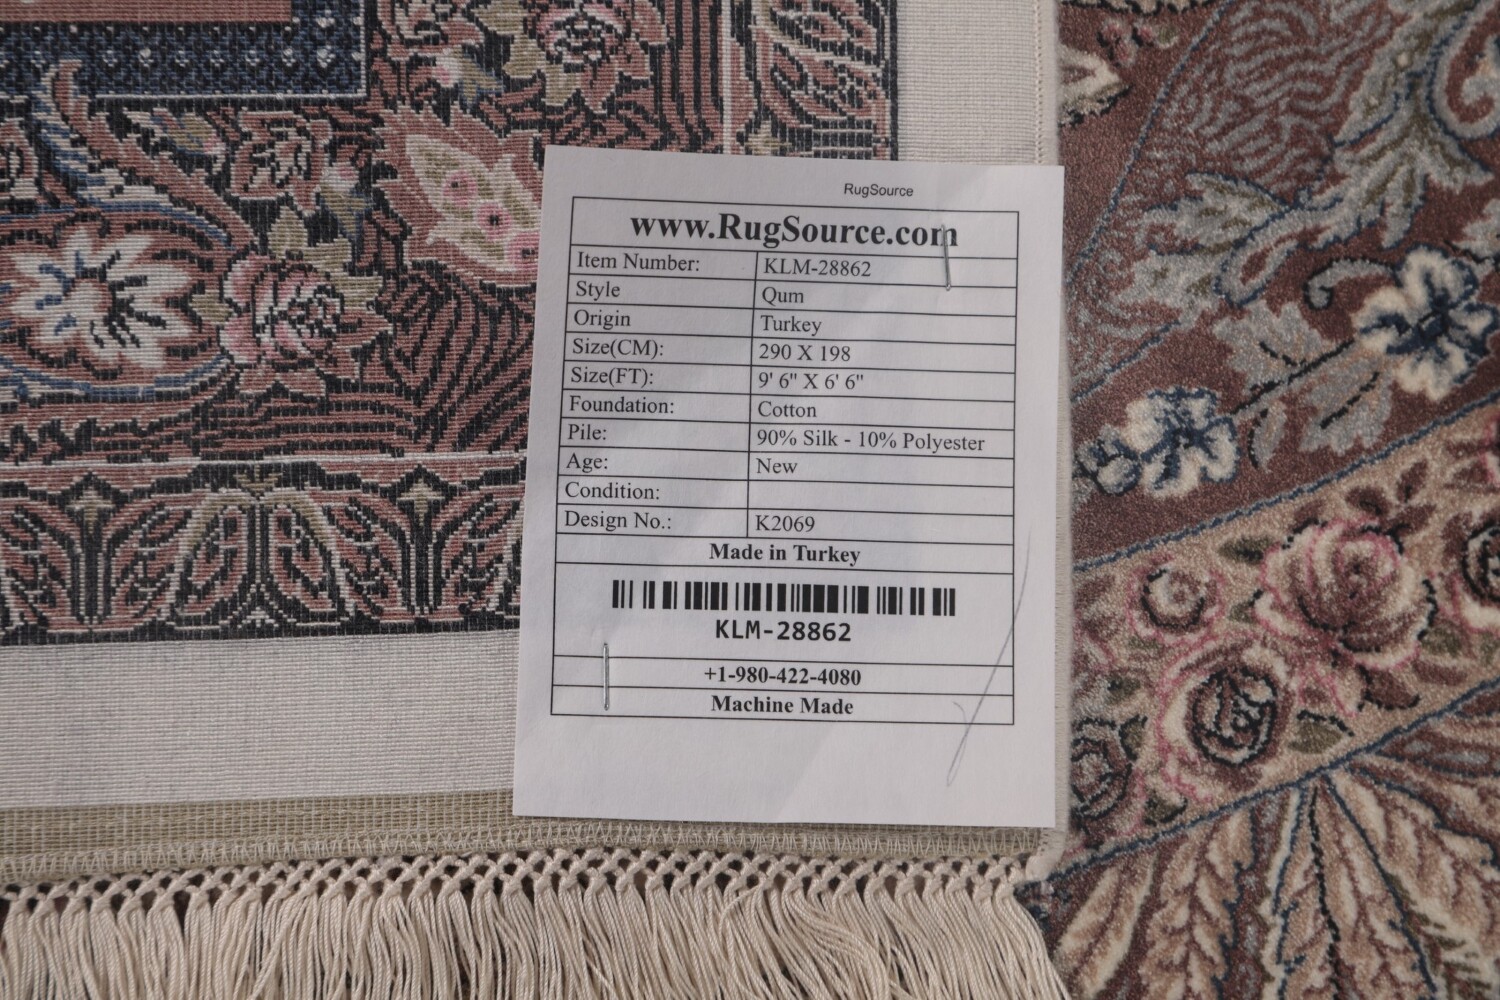 RugSource
www.RugSource.com
Item Number: KLM-28862
Style Qum
Origin Turkey
Size(CM): 290 X 198
Size(FT): 9' 6" X 6' 6"
Foundation: Cotton
Pile: 90% Silk - 10% Polyester
Age: New
Condition:
Design No.: K2069
Made in Turkey
KLM-28862
+1-980-422-4080
Machine Made